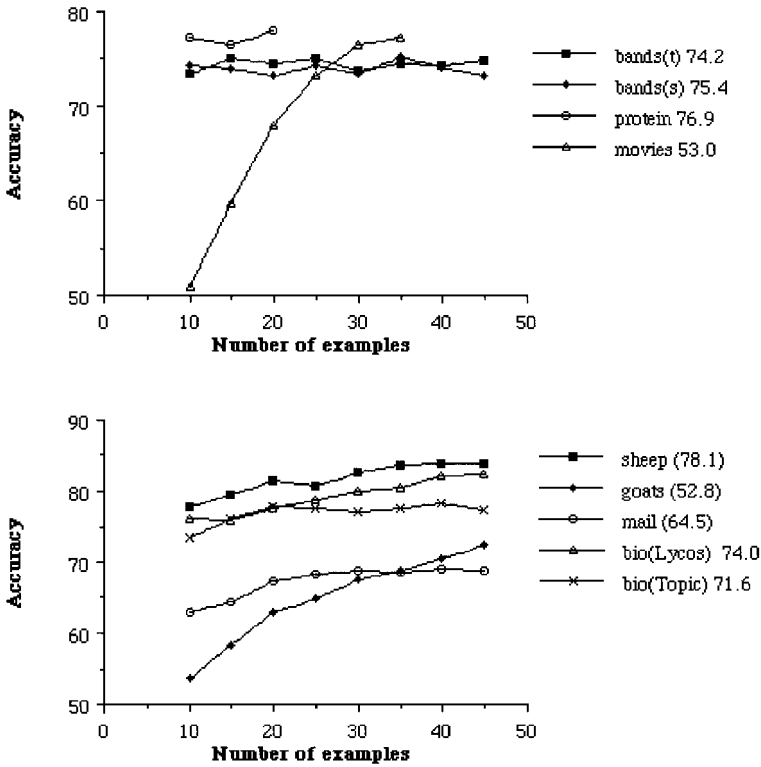 80
70
60
50
Accuracy
0 10 20 30 40 50
Number of examples
bands(t) 74.2
bands(s) 75.4
protein 76.9
movies 53.0
90
80
70
60
50
Accuracy
0 10 20 30 40 50
Number of examples
sheep (78.1)
goats (52.8)
mail (64.5)
bio(Lycos) 74.0
bio(Topic) 71.6